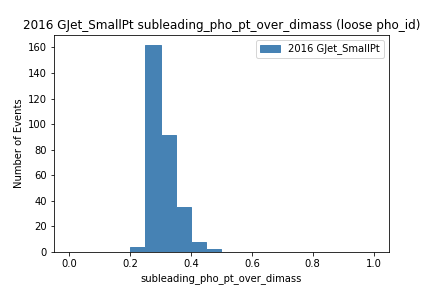 2016 GJet_SmallPt subleading_pho_pt_over_dimass (loose pho_id)
2016 GJet_SmallPt
Number of Events
160
140
120
100
80
60
40
20
0
0.0 0.2 0.4 0.6 0.8 1.0
subleading_pho_pt_over_dimass